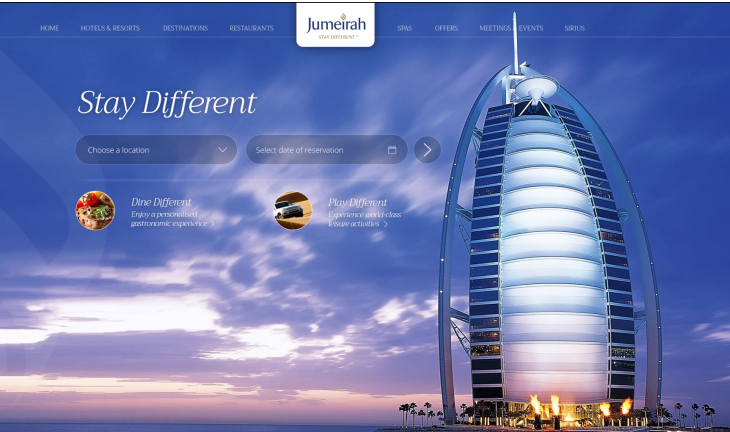 HOME
HOTELS & RESORTS
DESTINATIONS
RESTAURANTS
Jumeirah
STAY DIFFERENT ™
SPAS
OFFERS
MEETINGS & EVENTS
SIRIUS
Stay Different
Choose a location
Select date of reservation
Dine Different
Enjoy a personalised
gastronomic experience
Play Different
Experience world-class
leisure activities